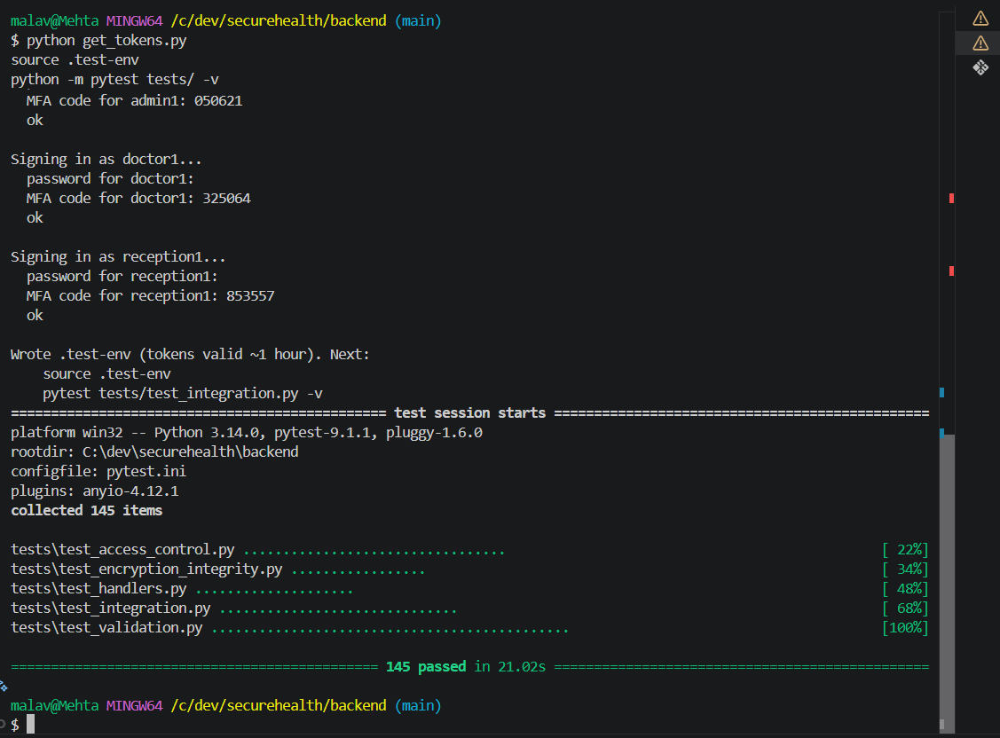 malav@Mehta MINGW64 /c/dev/securehealth/backend (main)
$ python get_tokens.py
source .test-env
python -m pytest tests/ -v
  MFA code for admin1: 050621
  ok
Signing in as doctor1...
  password for doctor1:
  MFA code for doctor1: 325064
  ok
Signing in as reception1...
  password for reception1:
  MFA code for reception1: 853557
  ok
Wrote .test-env (tokens valid ~1 hour). Next:
    source .test-env
    pytest tests/test_integration.py -v
=============================================== test session starts ===============================================
platform win32 -- Python 3.14.0, pytest-9.1.1, pluggy-1.6.0
rootdir: C:\dev\securehealth\backend
configfile: pytest.ini
plugins: anyio-4.12.1
collected 145 items
tests\test_access_control.py ................................. [ 22%]
tests\test_encryption_integrity.py ................. [ 34%]
tests\test_handlers.py .................... [ 48%]
tests\test_integration.py .............................. [ 68%]
tests\test_validation.py ............................................. [100%]
============================================== 145 passed in 21.02s ===============================================
malav@Mehta MINGW64 /c/dev/securehealth/backend (main)
$